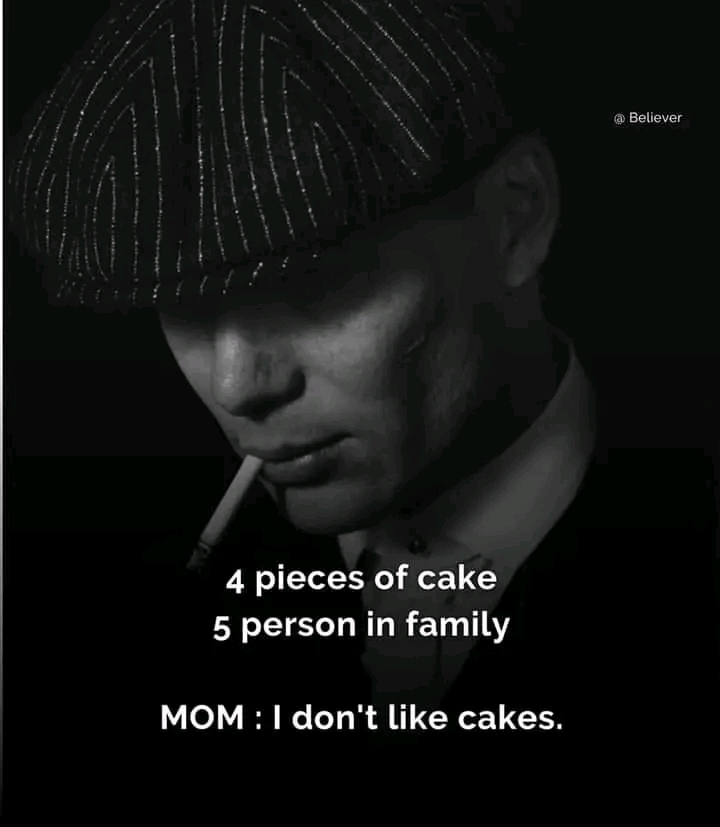 @ Believer
4 pieces of cake
5 person in family
MOM : I don't like cakes.